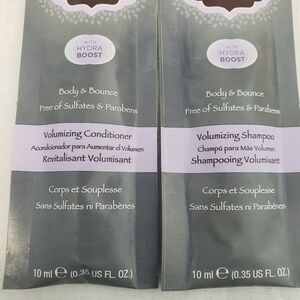 WITH
HYDRA
BOOST
Body & Bounce
Free of Sulfates & Parabens
Volumizing Conditioner
Acondicionador para Aumentar el Volumen
Revitalisant Volumisant
Corps et Souplesse
Sans Sulfates ni Parabènes
10 ml e (0.35 US FL. OZ.)
WITH
HYDRA
BOOST
Body & Bounce
Free of Sulfates & Parabens
Volumizing Shampoo
Champú para Más Volumen
Shampooing Volumisant
Corps et Souplesse
Sans Sulfates ni Parabènes
10 ml e (0.35 US FL. OZ.)